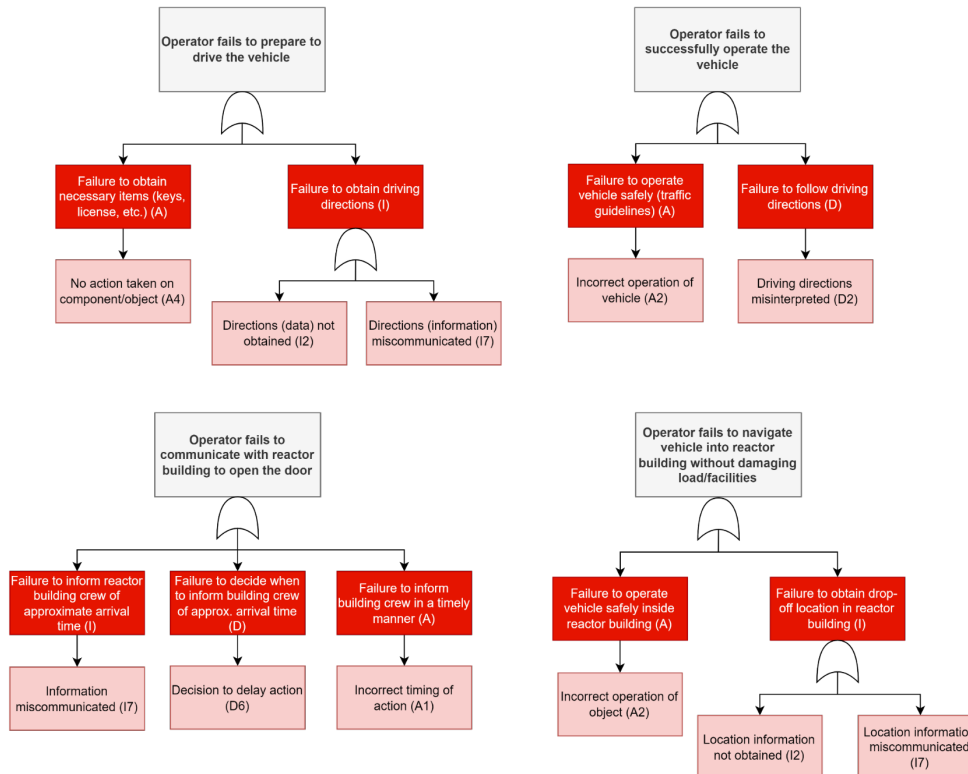 Operator fails to prepare to
drive the vehicle
Failure to obtain
necessary items (keys,
license, etc.) (A)
Failure to obtain driving
directions (I)
No action taken on
component/object (A4)
Directions (data) not
obtained (I2)
Directions (information)
miscommunicated (I7)
Operator fails to
successfully operate the
vehicle
Failure to operate
vehicle safely (traffic
guidelines) (A)
Failure to follow driving
directions (D)
Incorrect operation of
vehicle (A2)
Driving directions
misinterpreted (D2)
Operator fails to
communicate with reactor
building to open the door
Failure to inform reactor
building crew of
approximate arrival
time (I)
Failure to decide when
to inform building crew
of approx. arrival time
(D)
Failure to inform
building crew in a timely
manner (A)
Information
miscommunicated (I7)
Decision to delay action
(D6)
Incorrect timing of
action (A1)
Operator fails to navigate
vehicle into reactor
building without damaging
load/facilities
Failure to operate
vehicle safely inside
reactor building (A)
Failure to obtain drop-
off location in reactor
building (I)
Incorrect operation of
object (A2)
Location information
not obtained (I2)
Location information
miscommunicated
(I7)